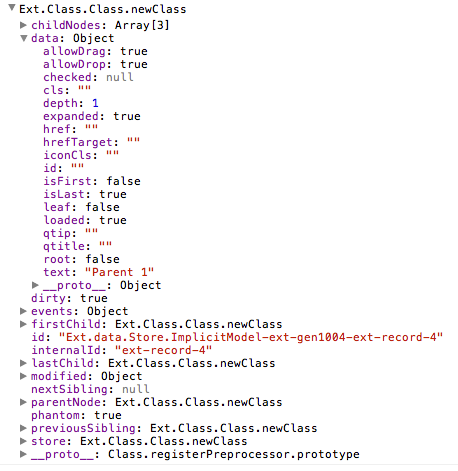 Ext.Class.Class.newClass
childNodes: Array[3]
data: Object
allowDrag: true
allowDrop: true
checked: null
cls: ""
depth: 1
expanded: true
href: ""
hrefTarget: ""
iconCls: ""
id: ""
isFirst: false
isLast: true
leaf: false
loaded: true
qtip: ""
qtitle: ""
root: false
text: "Parent 1"
__proto__: Object
dirty: true
events: Object
firstChild: Ext.Class.Class.newClass
id: "Ext.data.Store.ImplicitModel-ext-gen1004-ext-record-4"
internalId: "ext-record-4"
lastChild: Ext.Class.Class.newClass
modified: Object
nextSibling: null
parentNode: Ext.Class.Class.newClass
phantom: true
previousSibling: Ext.Class.Class.newClass
store: Ext.Class.Class.newClass
__proto__: Class.registerPreprocessor.prototype